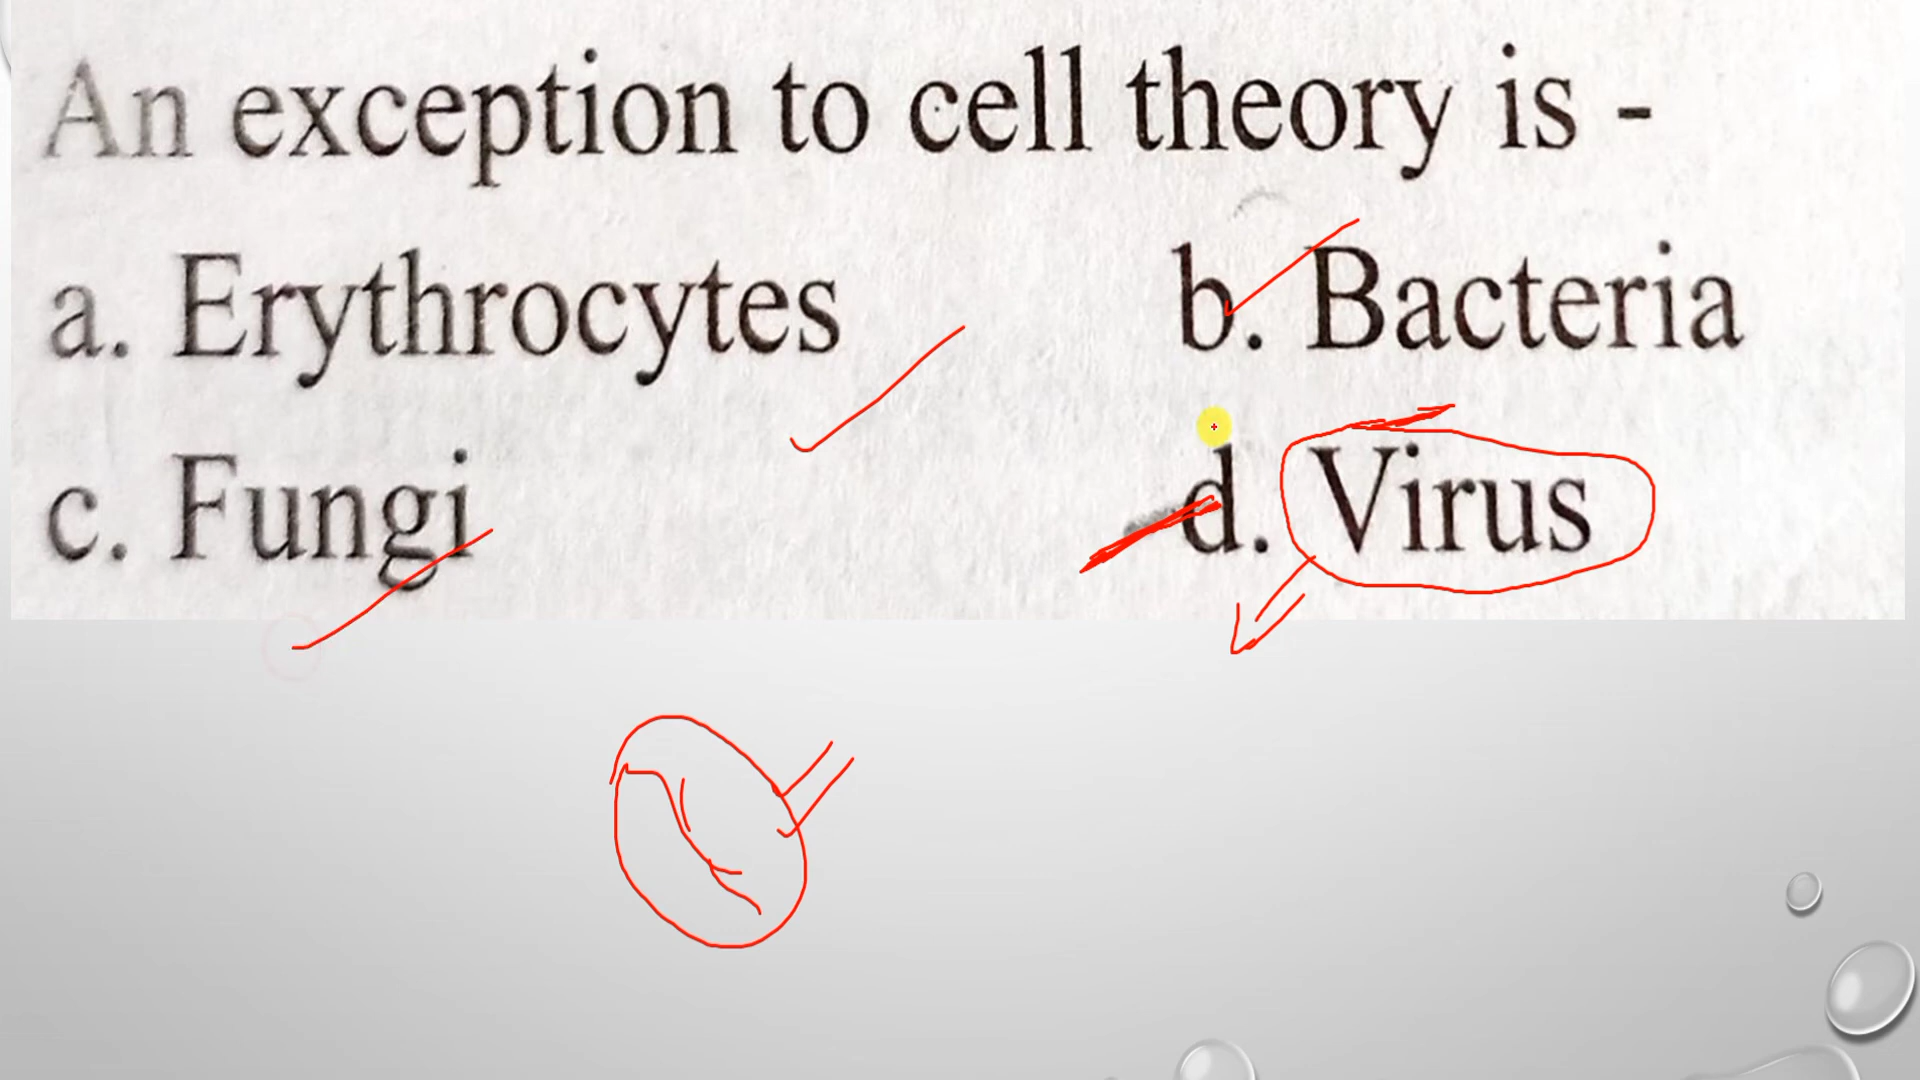 An exception to cell theory is -
a. Erythrocytes b. Bacteria
c. Fungi d. Virus